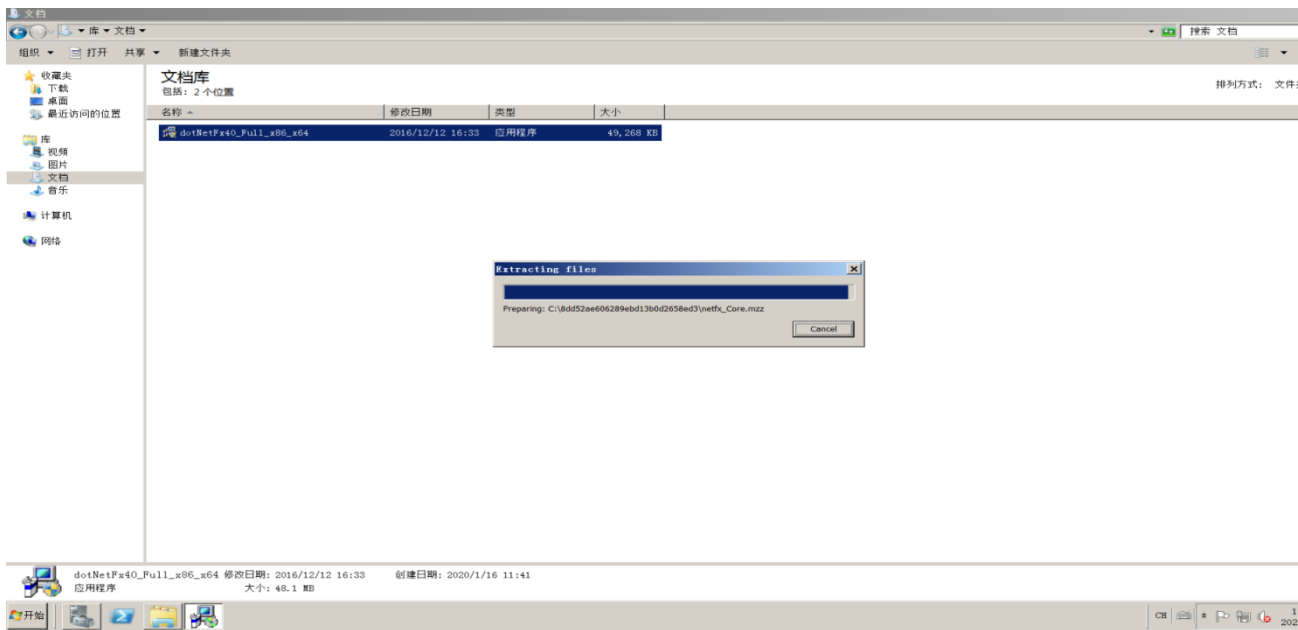 文档
库 文档
搜索 文档
组织 打开 共享 新建文件夹
收藏夹
下载
桌面
最近访问的位置
库
视频
图片
文档
音乐
计算机
网络
文档库
包括: 2 个位置
排列方式: 文件
名称 修改日期 类型 大小
dotNetFx40_Full_x86_x64 2016/12/12 16:33 应用程序 49,268 KB
Extracting files
Preparing: C:\8dd52ae606289ebd13b0d2658ed3\netfx_Core.mzz
Cancel
dotNetFx40_Full_x86_x64 修改日期: 2016/12/12 16:33 创建日期: 2020/1/16 11:41
应用程序 大小: 48.1 MB
开始
CH
1
202